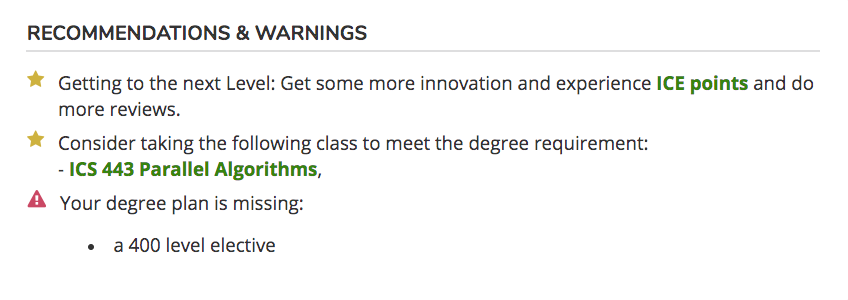 RECOMMENDATIONS & WARNINGS
Getting to the next Level: Get some more innovation and experience ICE points and do
more reviews.
Consider taking the following class to meet the degree requirement:
- ICS 443 Parallel Algorithms,
Your degree plan is missing:
• a 400 level elective